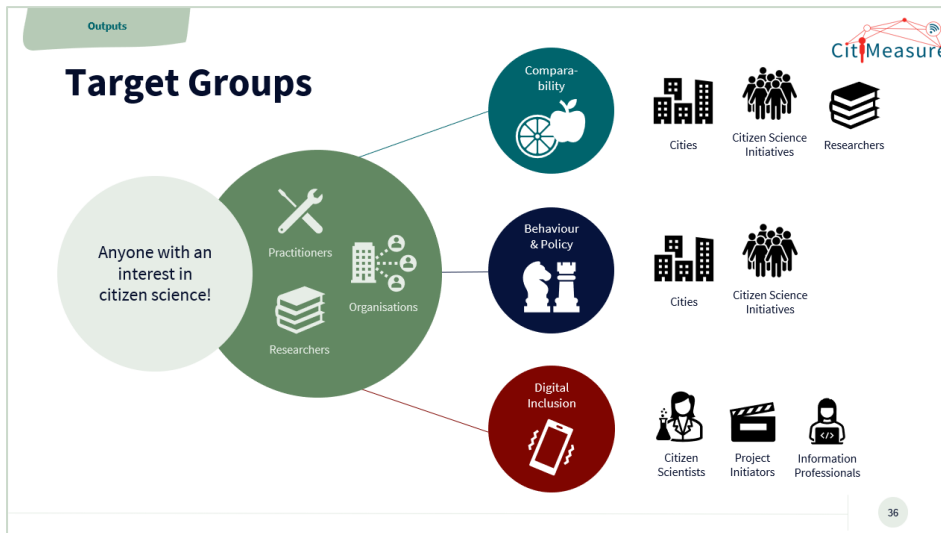 Outputs
CitiMeasure
Target Groups
Anyone with an
interest in
citizen science!
Practitioners
Organisations
Researchers
Compara-
bility
Cities
Citizen Science
Initiatives
Researchers
Behaviour
& Policy
Cities
Citizen Science
Initiatives
Digital
Inclusion
Citizen
Scientists
Project
Initiators
</>
Information
Professionals
36